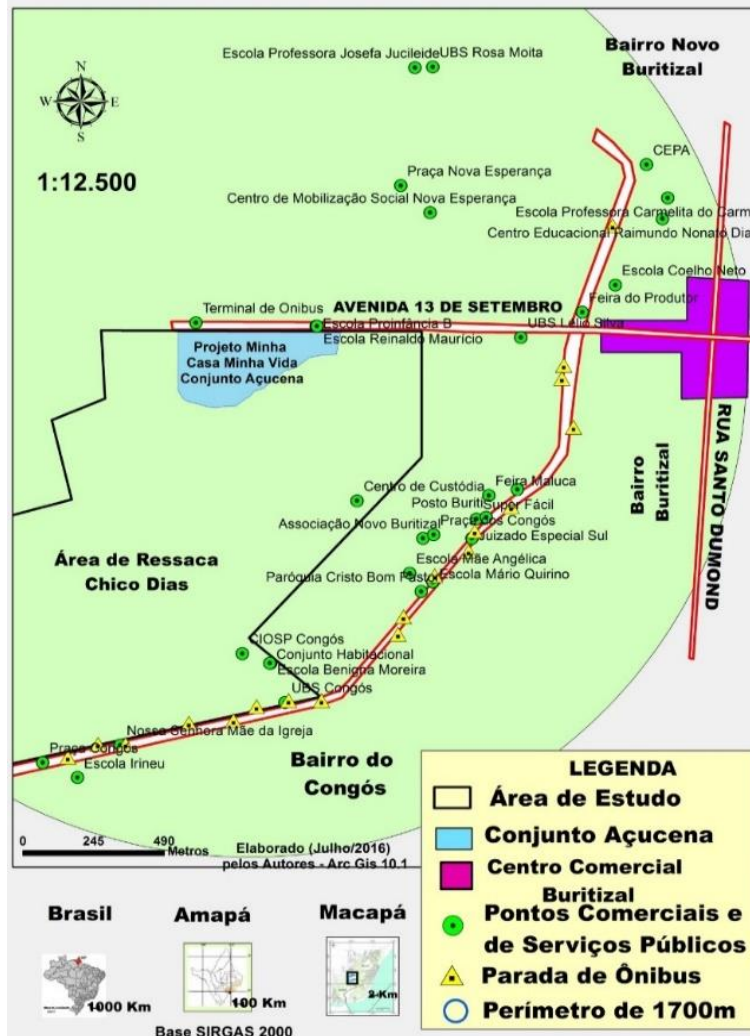 Escola Professora Josefa Jucileide
UBS Rosa Moita
Bairro Novo
Buritizal
N
W
E
S
1:12.500
CEPA
Praça Nova Esperança
Centro de Mobilização Social Nova Esperança
Escola Professora Carmelita do Carm
Centro Educacional Raimundo Nonato Dia
Escola Coelho Neto
Terminal de Onibus
AVENIDA 13 DE SETEMBRO
Feira do Produtor
Escola Proinfância B
UBS Lélio Silva
Escola Reinaldo Maurício
Projeto Minha
Casa Minha Vida
Conjunto Açucena
RUA SANTO DUMOND
Bairro
Buritizal
Centro de Custódia
Feira Maluca
Posto Buriti
Super Fácil
Associação Novo Buritizal
Praça dos Congós
Juizado Especial Sul
Área de Ressaca
Chico Dias
Escola Mãe Angélica
Paróquia Cristo Bom Pastor
Escola Mário Quirino
CIOSP Congós
Conjunto Habitacional
Escola Benigna Moreira
UBS Congós
Nossa Senhora Mãe da Igreja
Praça Congós
Escola Irineu
Bairro do
Congós
0 245 490
Metros
Elaborado (Julho/2016)
pelos Autores - Arc Gis 10.1
LEGENDA
Área de Estudo
Conjunto Açucena
Centro Comercial
Buritizal
Pontos Comerciais e
de Serviços Públicos
Parada de Ônibus
Perímetro de 1700m
Brasil
1000 Km
Amapá
100 Km
Macapá
2 Km
Base SIRGAS 2000